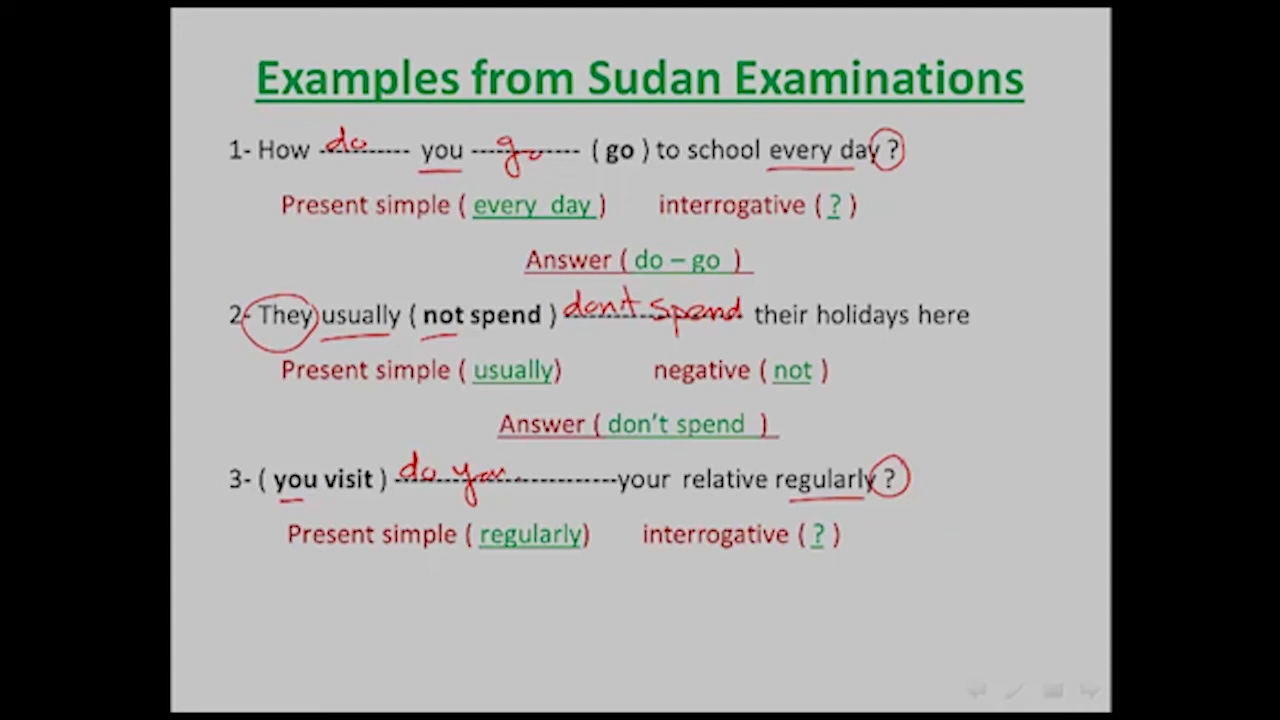 Examples from Sudan Examinations
1- How ---do--- you ---go--- ( go ) to school every day ?
Present simple ( every day ) interrogative ( ? )
Answer ( do – go )
2- They usually ( not spend ) don't spend their holidays here
Present simple ( usually) negative ( not )
Answer ( don't spend )
3- ( you visit ) do you ----------your relative regularly ?
Present simple ( regularly) interrogative ( ? )